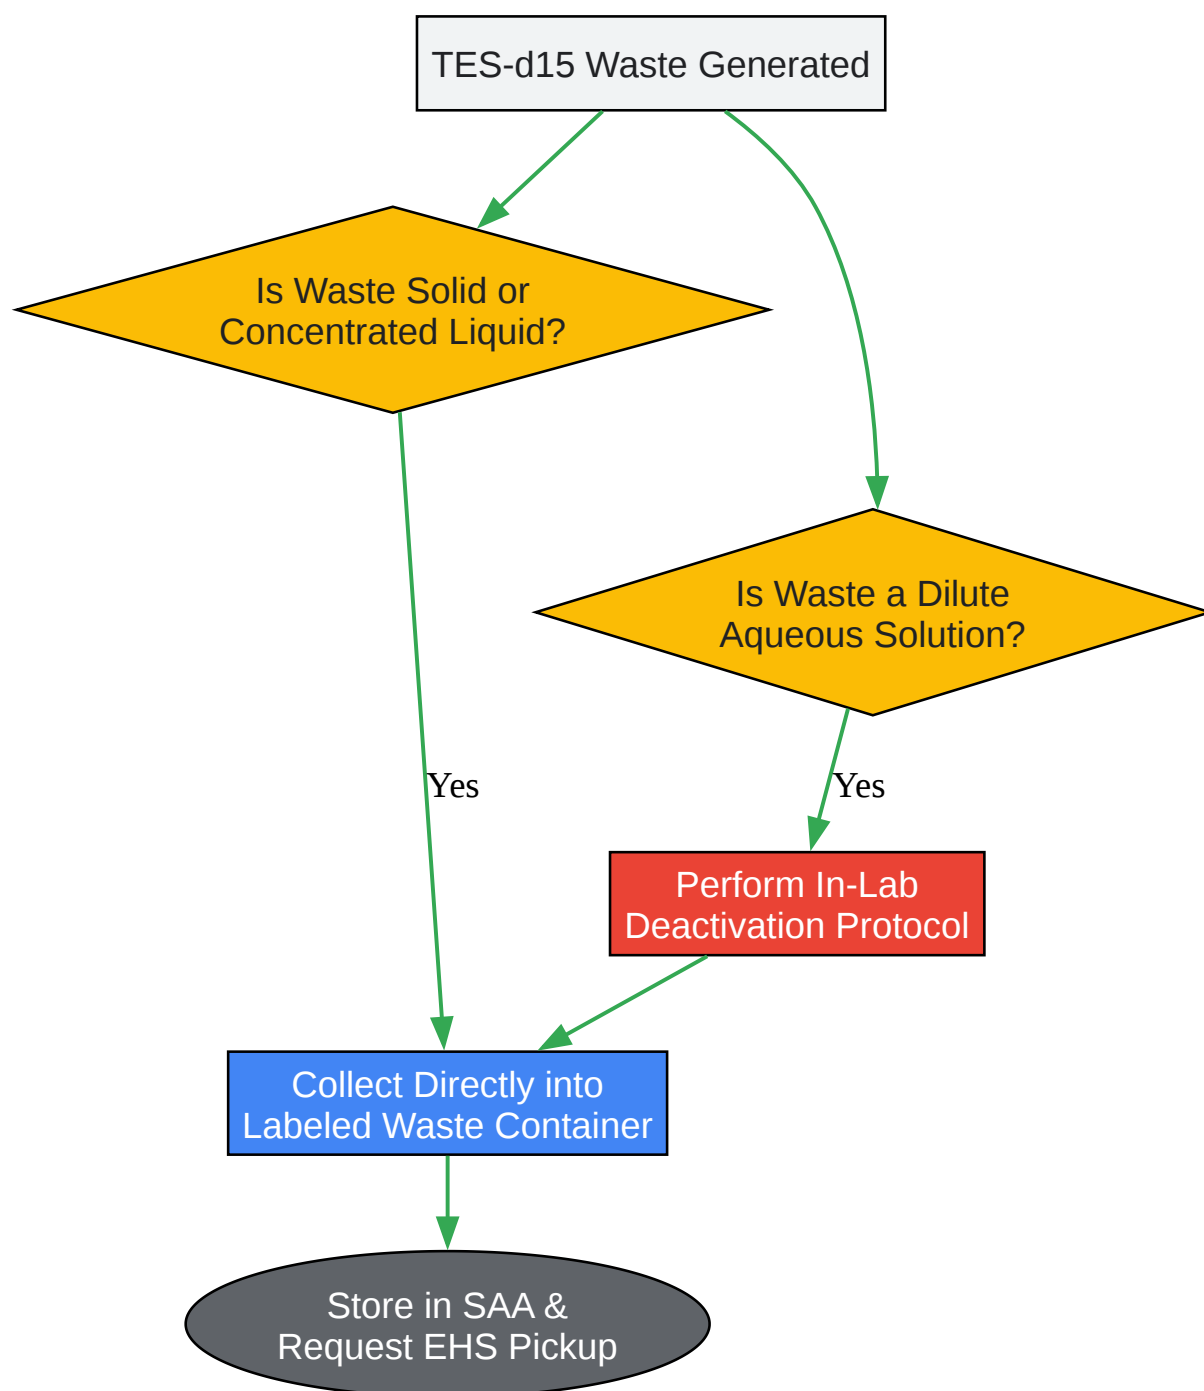 TES-d15 Waste Generated
Is Waste Solid or
Concentrated Liquid?
Is Waste a Dilute
Aqueous Solution?
Yes
Yes
Perform In-Lab
Deactivation Protocol
Collect Directly into
Labeled Waste Container
Store in SAA &
Request EHS Pickup